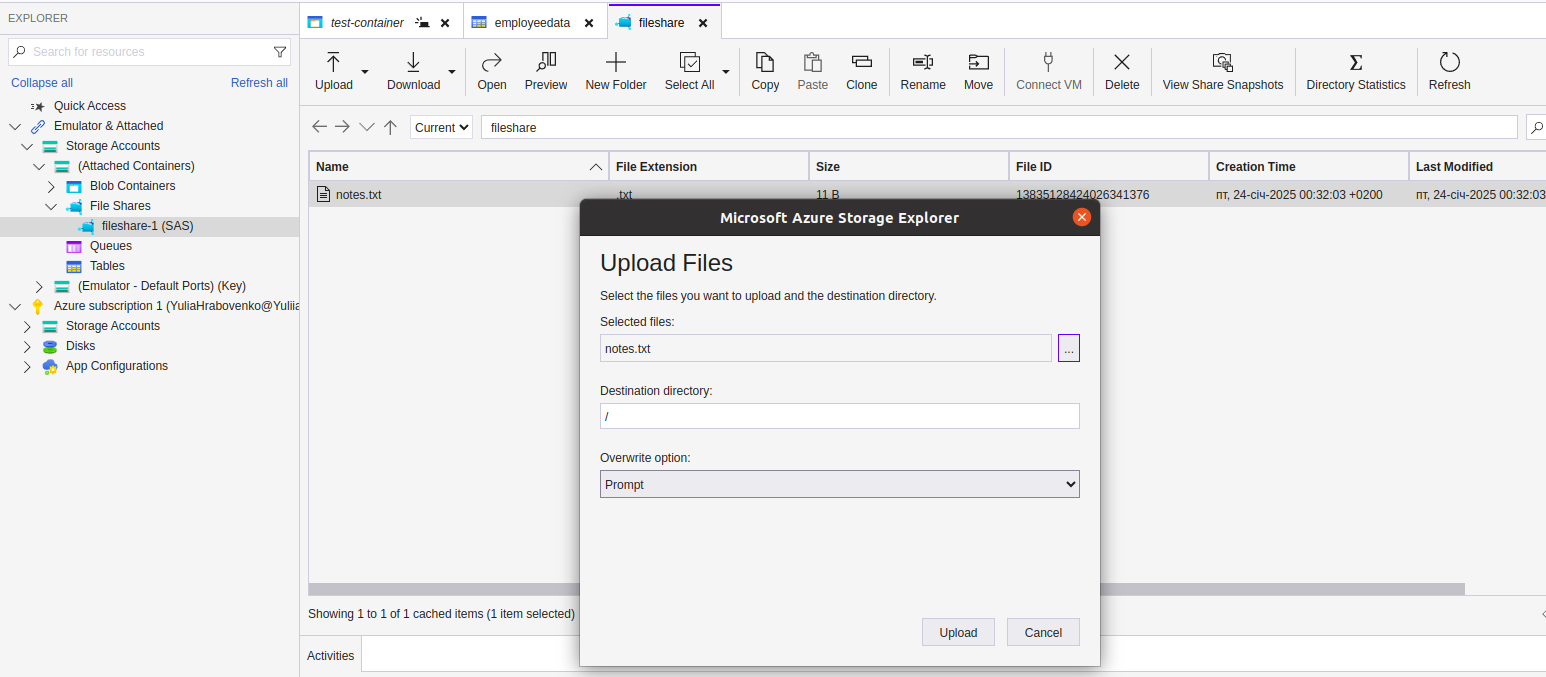 EXPLORER
Search for resources
Collapse all Refresh all
Quick Access
Emulator & Attached
Storage Accounts
(Attached Containers)
Blob Containers
File Shares
fileshare-1 (SAS)
Queues
Tables
(Emulator - Default Ports) (Key)
Azure subscription 1 (YuliaHrabovenko@Yuliia
Storage Accounts
Disks
App Configurations
test-container employeedata fileshare
Upload Download Open Preview New Folder Select All Copy Paste Clone Rename Move Connect VM Delete View Share Snapshots Directory Statistics Refresh
Current fileshare
Name File Extension Size File ID Creation Time Last Modified
notes.txt .txt 11 B 13835128424026341376 пт, 24-січ-2025 00:32:03 +0200 пт, 24-січ-2025 00:32:03
Microsoft Azure Storage Explorer
Upload Files
Select the files you want to upload and the destination directory.
Selected files:
notes.txt ...
Destination directory:
/
Overwrite option:
Prompt
Upload Cancel
Showing 1 to 1 of 1 cached items (1 item selected)
Activities